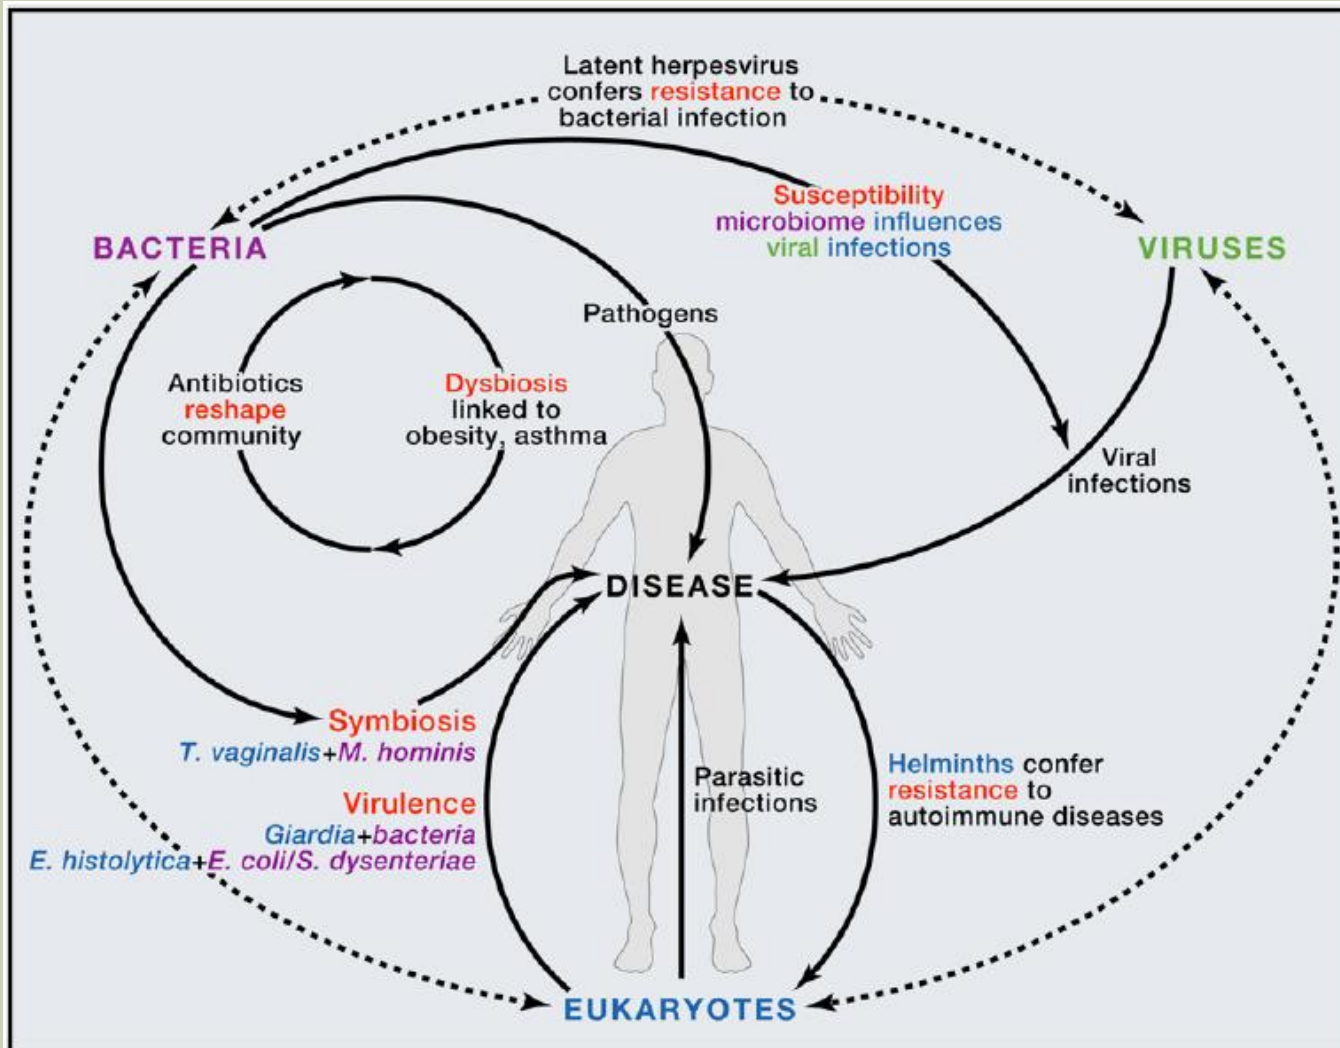 Latent herpesvirus
confers resistance to
bacterial infection
Susceptibility
microbiome influences
viral infections
BACTERIA
VIRUSES
Pathogens
Antibiotics
reshape
community
Dysbiosis
linked to
obesity, asthma
Viral
infections
DISEASE
Symbiosis
T. vaginalis+M. hominis
Virulence
Giardia+bacteria
E. histolytica+E. coli/S. dysenteriae
Parasitic
infections
Helminths confer
resistance to
autoimmune diseases
EUKARYOTES